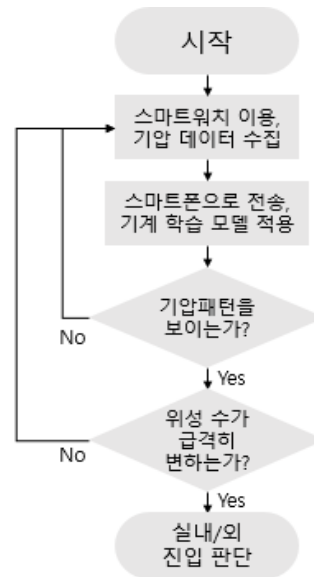 시작
스마트워치 이용,
기압 데이터 수집
스마트폰으로 전송,
기계 학습 모델 적용
기압패턴을
보이는가?
No
Yes
위성 수가
급격히
변하는가?
No
Yes
실내/외
진입 판단